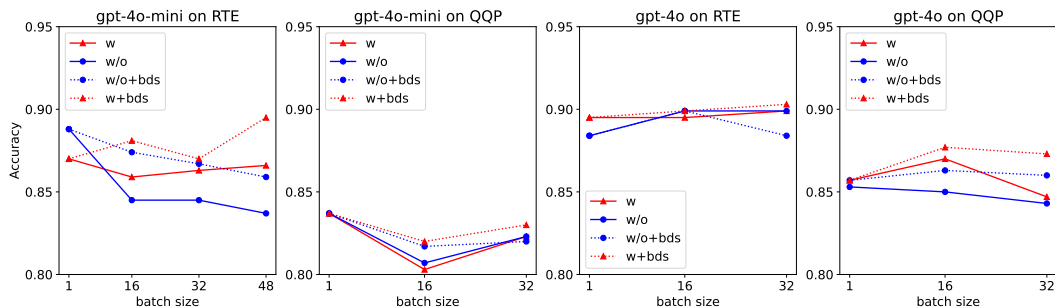 gpt-4o-mini on RTE
0.95
0.90
0.85
0.80
Accuracy
w
w/o
w/o+bds
w+bds
1 16 32 48
batch size
gpt-4o-mini on QQP
0.95
0.90
0.85
0.80
w
w/o
w/o+bds
w+bds
1 16 32
batch size
gpt-4o on RTE
0.95
0.90
0.85
0.80
w
w/o
w/o+bds
w+bds
1 16 32
batch size
gpt-4o on QQP
0.95
0.90
0.85
0.80
w
w/o
w/o+bds
w+bds
1 16 32
batch size